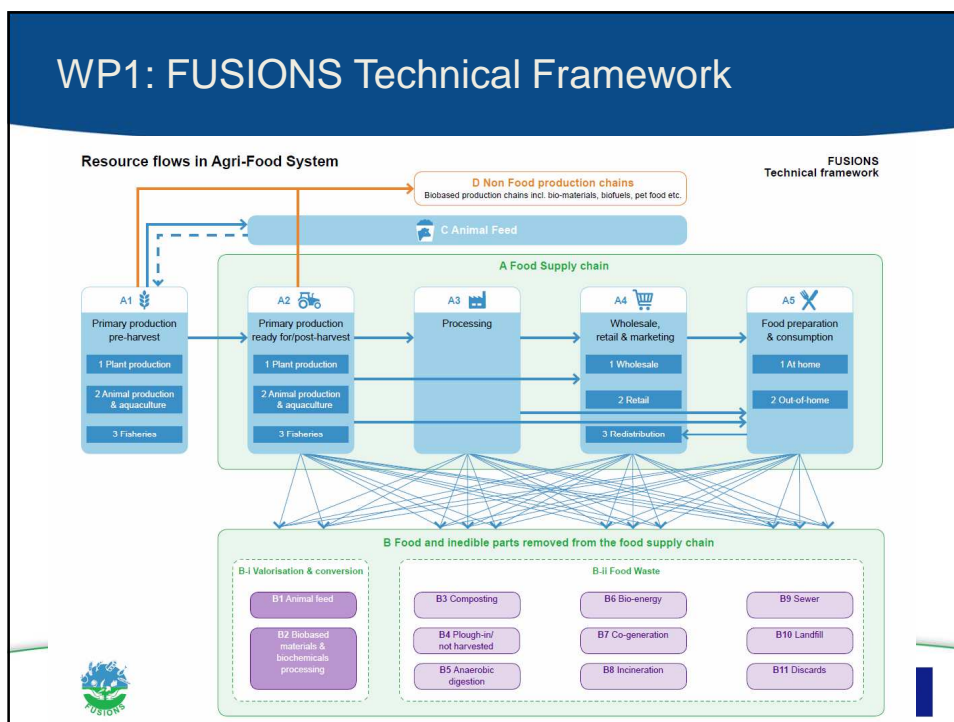 WP1: FUSIONS Technical Framework
Resource flows in Agri-Food System
FUSIONS
Technical framework
D Non Food production chains
Biobased production chains incl. bio-materials, biofuels, pet food etc.
C Animal Feed
A Food Supply chain
A1
Primary production
pre-harvest
1 Plant production
2 Animal production
& aquaculture
3 Fisheries
A2
Primary production
ready for/post-harvest
1 Plant production
2 Animal production
& aquaculture
3 Fisheries
A3
Processing
A4
Wholesale,
retail & marketing
1 Wholesale
2 Retail
3 Redistribution
A5
Food preparation
& consumption
1 At home
2 Out-of-home
B Food and inedible parts removed from the food supply chain
B-i Valorisation & conversion
B1 Animal feed
B2 Biobased
materials &
biochemicals
processing
B-ii Food Waste
B3 Composting
B4 Plough-in/
not harvested
B5 Anaerobic
digestion
B6 Bio-energy
B7 Co-generation
B8 Incineration
B9 Sewer
B10 Landfill
B11 Discards
FUSIONS